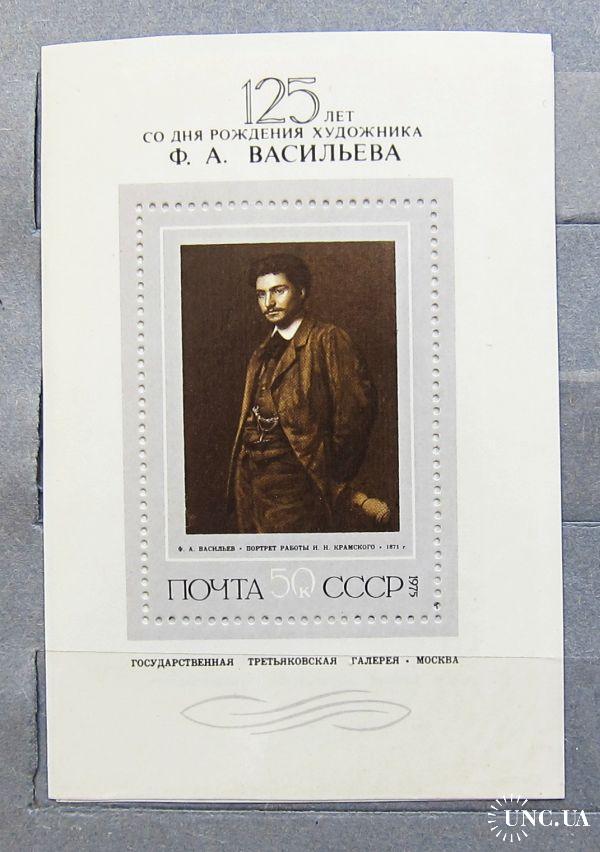 125 ЛЕТ
СО ДНЯ РОЖДЕНИЯ ХУДОЖНИКА
Ф. А. ВАСИЛЬЕВА
Ф. А. ВАСИЛЬЕВ • ПОРТРЕТ РАБОТЫ И. Н. КРАМСКОГО • 1871 г
ПОЧТА 50к СССР 1975
ГОСУДАРСТВЕННАЯ ТРЕТЬЯКОВСКАЯ ГАЛЕРЕЯ • МОСКВА
UNC.UA